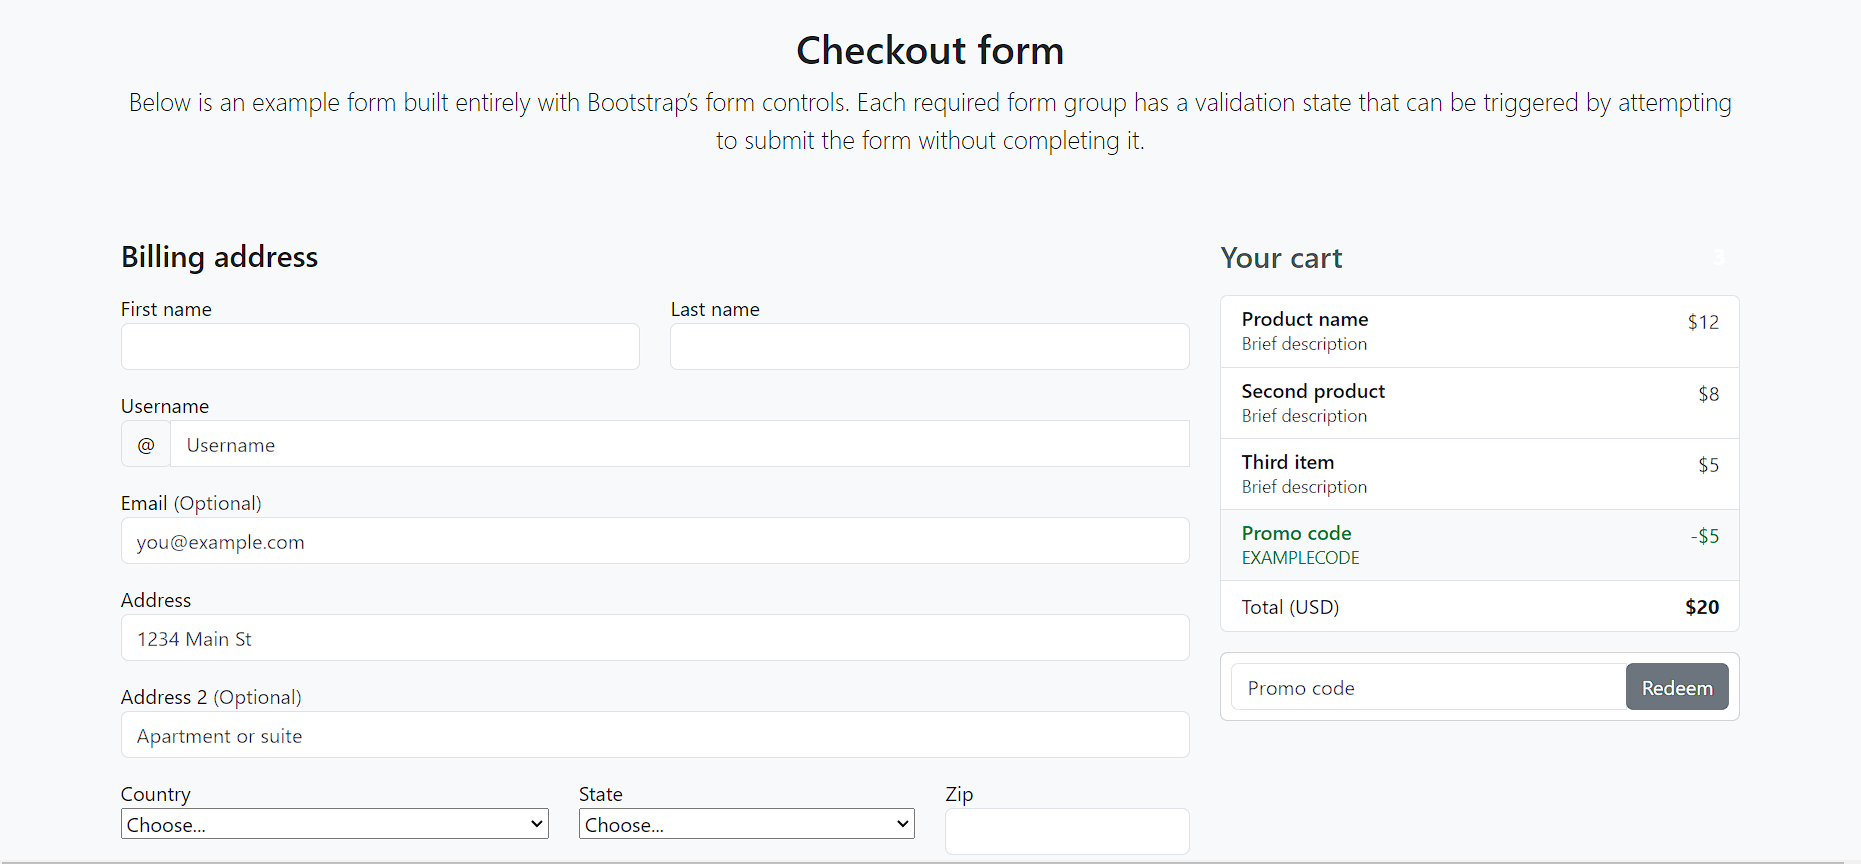 Checkout form
Below is an example form built entirely with Bootstrap’s form controls. Each required form group has a validation state that can be triggered by attempting
to submit the form without completing it.
Billing address
First name
Last name
Username
@
Username
Email (Optional)
you@example.com
Address
1234 Main St
Address 2 (Optional)
Apartment or suite
Country
State
Zip
Choose...
Choose...
Your cart
3
Product name
$12
Brief description
Second product
$8
Brief description
Third item
$5
Brief description
Promo code
-$5
EXAMPLECODE
Total (USD)
$20
Promo code
Redeem